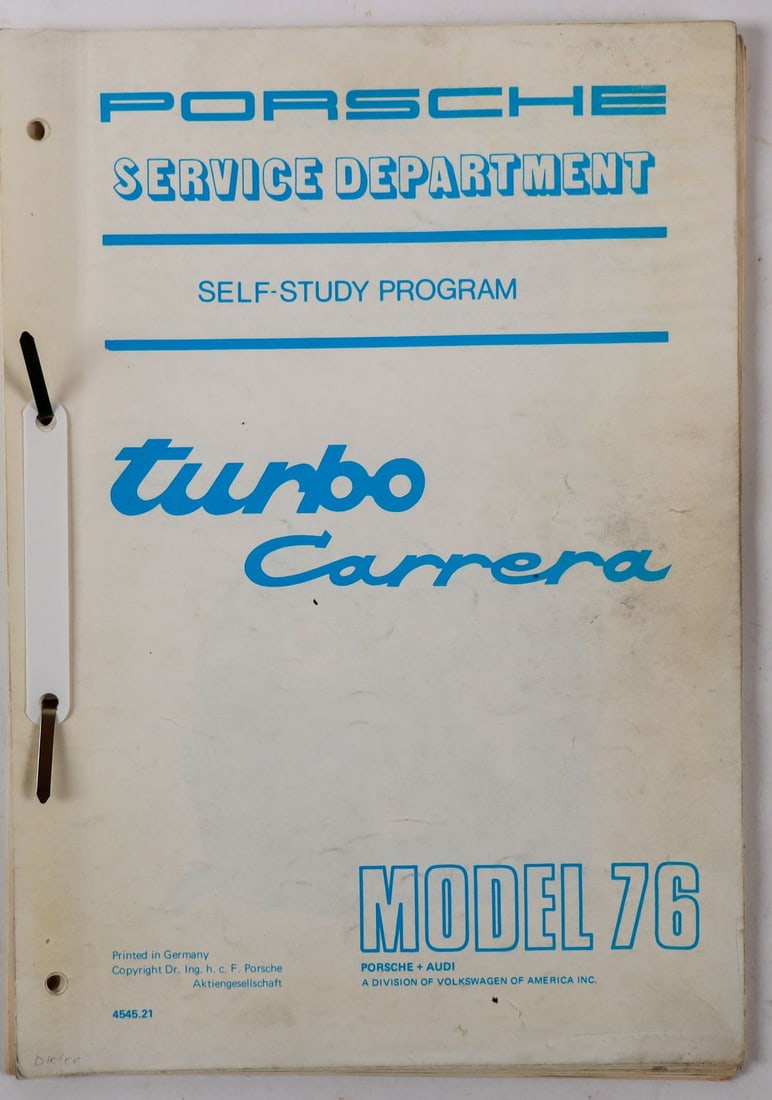 PORSCHE
SERVICE DEPARTMENT
SELF-STUDY PROGRAM
turbo
Carrera
MODEL 76
PORSCHE + AUDI
A DIVISION OF VOLKSWAGEN OF AMERICA INC.
Printed in Germany
Copyright Dr. Ing. h. c. F. Porsche
Aktiengesellschaft
4545.21